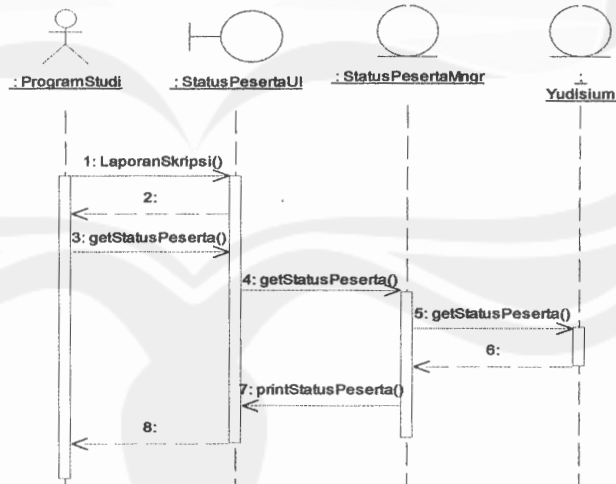 : ProgramStudi
: StatusPesertaUI
: StatusPesertaMngr
:
Yudisium
1: LaporanSkripsi()
2:
3: getStatusPeserta()
4: getStatusPeserta()
5: getStatusPeserta()
6:
7: printStatusPeserta()
8: